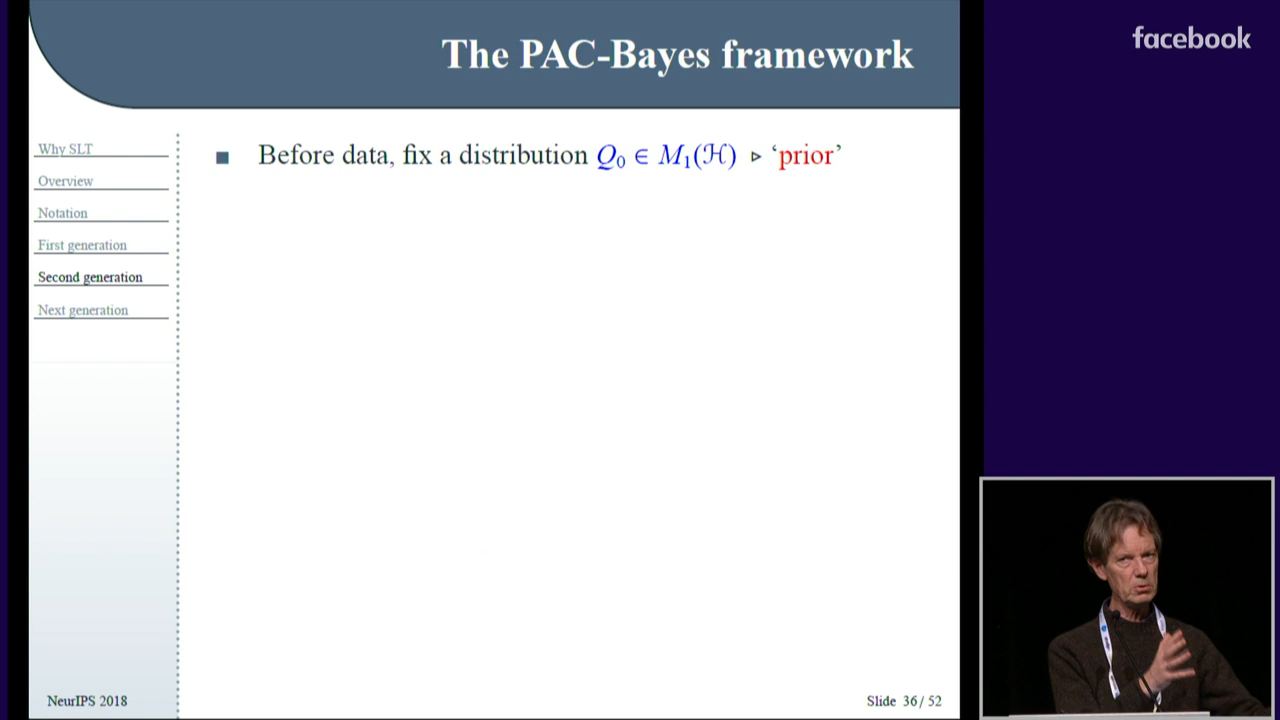 The PAC-Bayes framework
facebook
Why SLT
Overview
Notation
First generation
Second generation
Next generation
■ Before data, fix a distribution Q₀ ∈ M₁(ℋ) ▹ ‘prior’
NeurIPS 2018
Slide 36 / 52